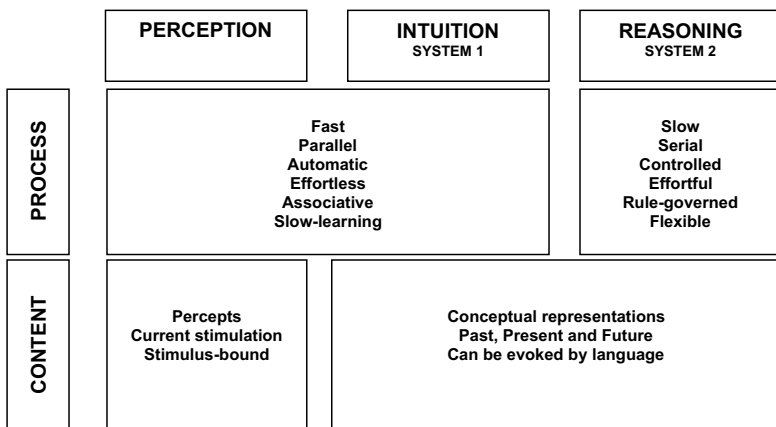 PERCEPTION
INTUITION
SYSTEM 1
REASONING
SYSTEM 2
PROCESS
Fast
Parallel
Automatic
Effortless
Associative
Slow-learning
Slow
Serial
Controlled
Effortful
Rule-governed
Flexible
CONTENT
Percepts
Current stimulation
Stimulus-bound
Conceptual representations
Past, Present and Future
Can be evoked by language